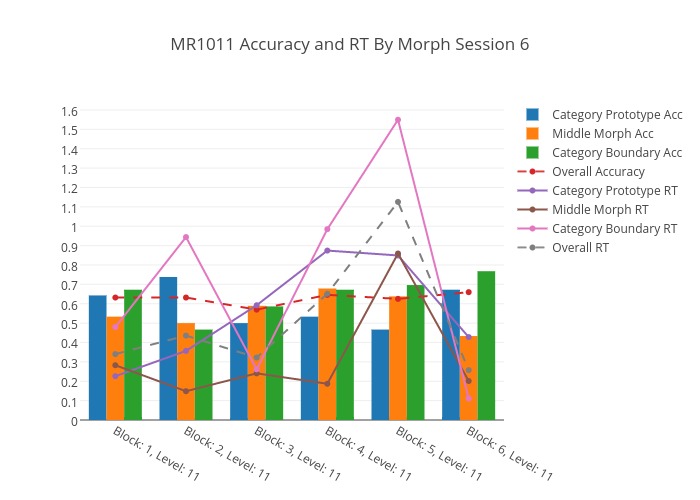 MR1011 Accuracy and RT By Morph Session 6
1.6
1.5
1.4
1.3
1.2
1.1
1
0.9
0.8
0.7
0.6
0.5
0.4
0.3
0.2
0.1
0
Block: 1, Level: 11
Block: 2, Level: 11
Block: 3, Level: 11
Block: 4, Level: 11
Block: 5, Level: 11
Block: 6, Level: 11
Category Prototype Acc
Middle Morph Acc
Category Boundary Acc
Overall Accuracy
Category Prototype RT
Middle Morph RT
Category Boundary RT
Overall RT